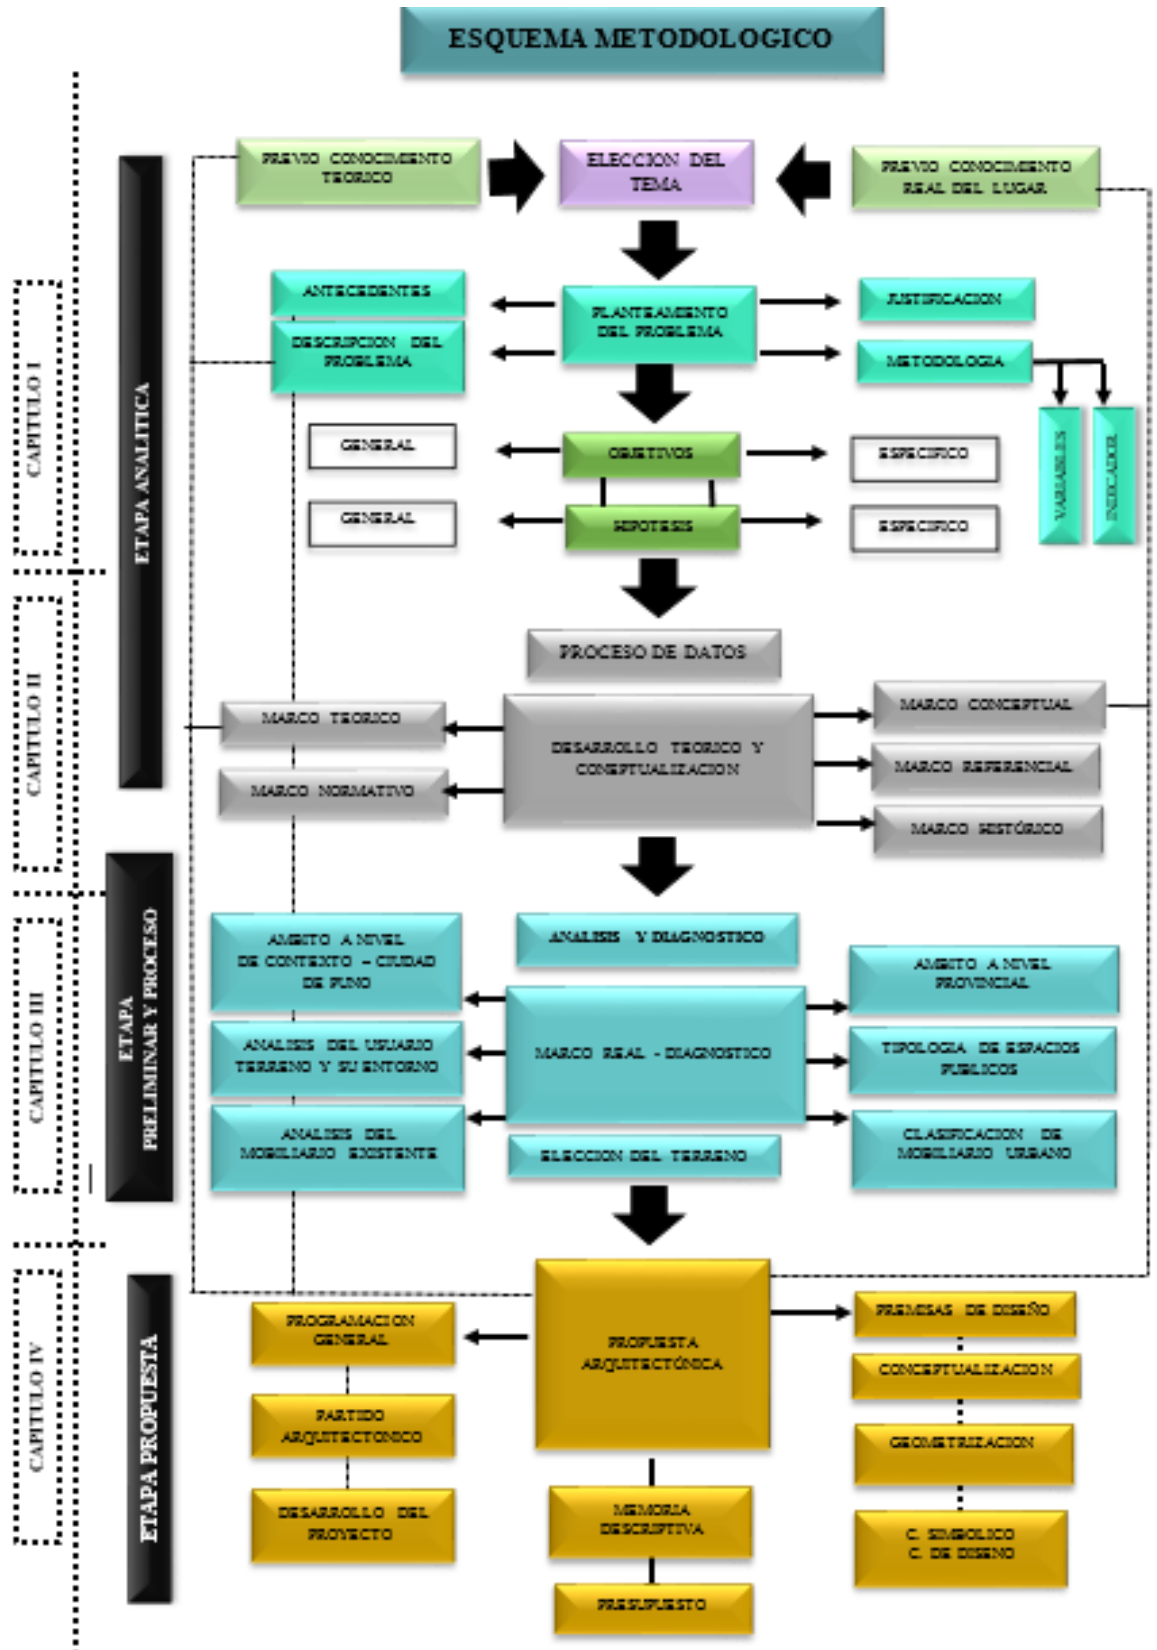 ESQUEMA METODOLOGICO
PREVIO CONOCIMIENTO
TEORICO
ELECCION DEL
TEMA
PREVIO CONOCIMIENTO
REAL DEL LUGAR
CAPITULO I
ETAPA ANALITICA
ANTECEDENTES
DESCRIPCION DEL
PROBLEMA
PLANTEAMIENTO
DEL PROBLEMA
JUSTIFICACION
METODOLOGIA
VARIABLES
INDICADOR
GENERAL
OBJETIVOS
ESPECIFICO
GENERAL
HIPOTESIS
ESPECIFICO
CAPITULO II
PROCESO DE DATOS
MARCO TEORICO
MARCO NORMATIVO
DESARROLLO TEORICO Y
CONEPTUALIZACION
MARCO CONCEPTUAL
MARCO REFERENCIAL
MARCO HISTÓRICO
CAPITULO III
ETAPA
PRELIMINAR Y PROCESO
AMBITO A NIVEL
DE CONTEXTO – CIUDAD
DE PUNO
ANALISIS DEL USUARIO
TERRENO Y SU ENTORNO
ANALISIS DEL
MOBILIARIO EXISTENTE
ANALISIS Y DIAGNOSTICO
MARCO REAL - DIAGNOSTICO
ELECCION DEL TERRENO
AMBITO A NIVEL
PROVINCIAL
TIPOLOGIA DE ESPACIOS
PUBLICOS
CLASIFICACION DE
MOBILIARIO URBANO
CAPITULO IV
ETAPA PROPUESTA
PROGRAMACION
GENERAL
PARTIDO
ARQUITECTONICO
DESARROLLO DEL
PROYECTO
PROPUESTA
ARQUITECTÓNICA
MEMORIA
DESCRIPTIVA
PRESUPUESTO
PREMISAS DE DISEÑO
CONCEPTUALIZACION
GEOMETRIZACION
C. SIMBOLICO
C. DE DISEÑO